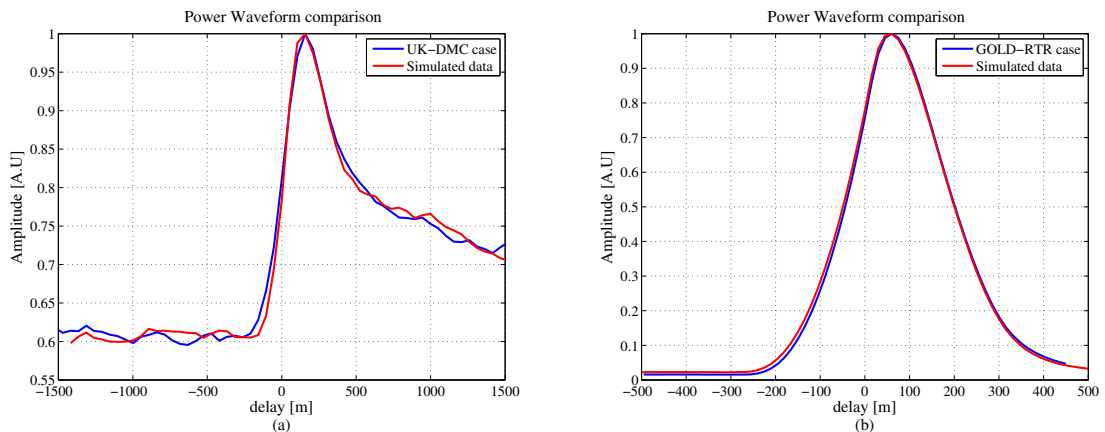 Power Waveform comparison
1
0.95
0.9
0.85
0.8
0.75
0.7
0.65
0.6
0.55
Amplitude [A.U]
UK−DMC case
Simulated data
−1500 −1000 −500 0 500 1000 1500
delay [m]
(a)
Power Waveform comparison
1
0.9
0.8
0.7
0.6
0.5
0.4
0.3
0.2
0.1
0
Amplitude [A.U]
GOLD−RTR case
Simulated data
−500 −400 −300 −200 −100 0 100 200 300 400 500
delay [m]
(b)